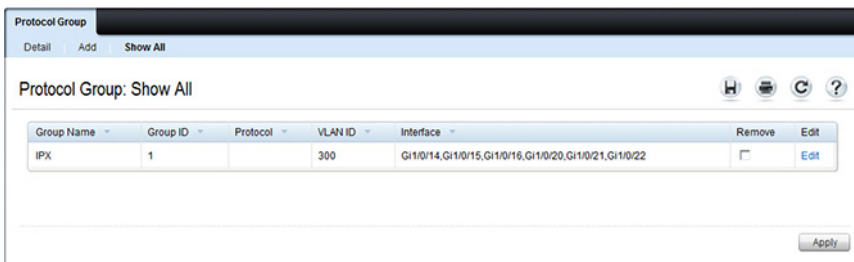 Protocol Group
Detail Add Show All
Protocol Group: Show All
Group Name Group ID Protocol VLAN ID Interface Remove Edit
IPX 1 300 Gi1/0/14,Gi1/0/15,Gi1/0/16,Gi1/0/20,Gi1/0/21,Gi1/0/22 Edit
Apply